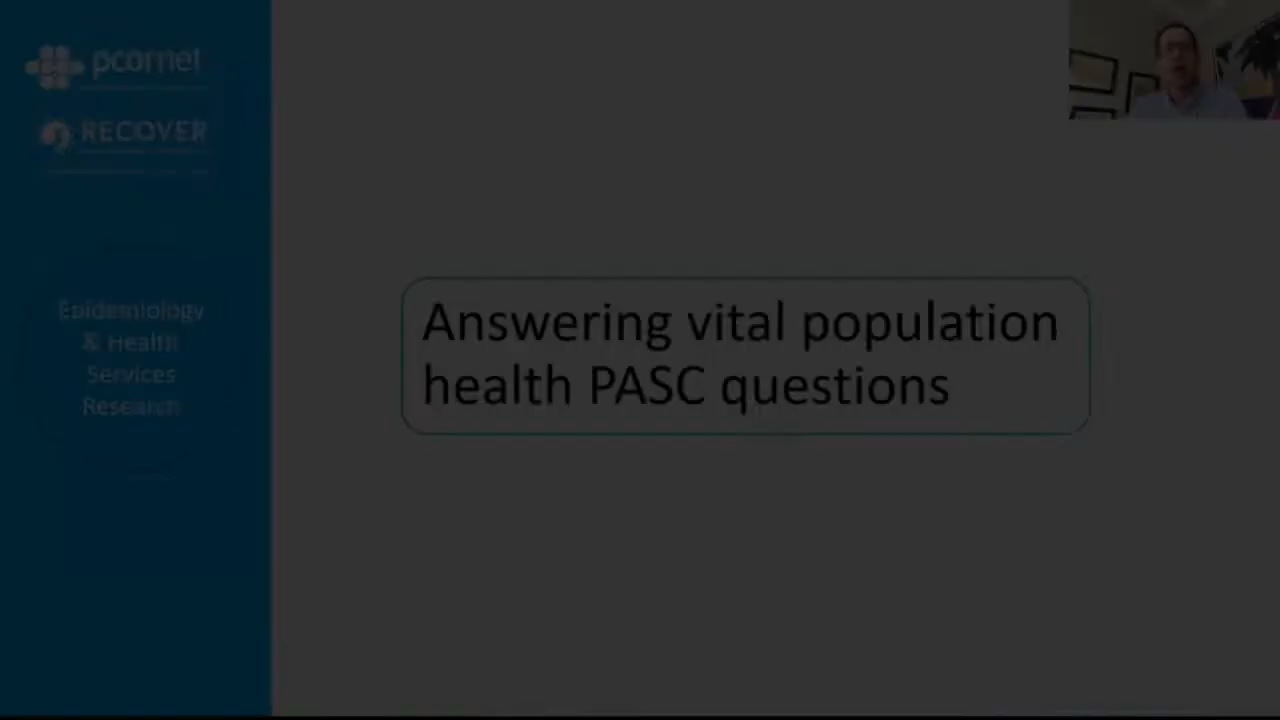 pcornet
RECOVER
Epidemiology
& Health
Services
Research
Answering vital population
health PASC questions